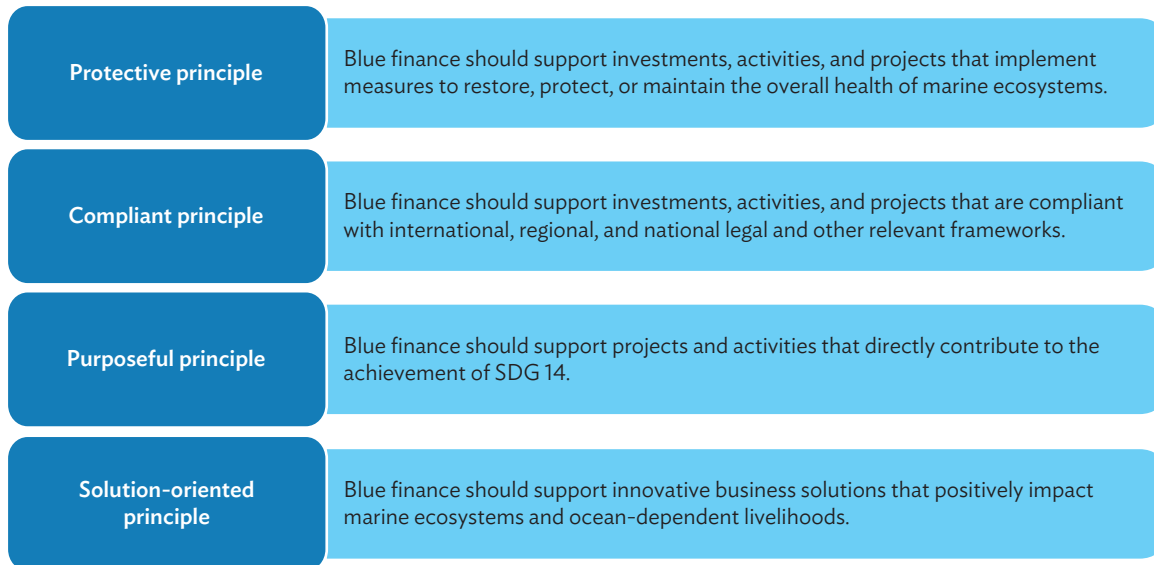 Protective principle
Blue finance should support investments, activities, and projects that implement
measures to restore, protect, or maintain the overall health of marine ecosystems.
Compliant principle
Blue finance should support investments, activities, and projects that are compliant
with international, regional, and national legal and other relevant frameworks.
Purposeful principle
Blue finance should support projects and activities that directly contribute to the
achievement of SDG 14.
Solution-oriented
principle
Blue finance should support innovative business solutions that positively impact
marine ecosystems and ocean-dependent livelihoods.